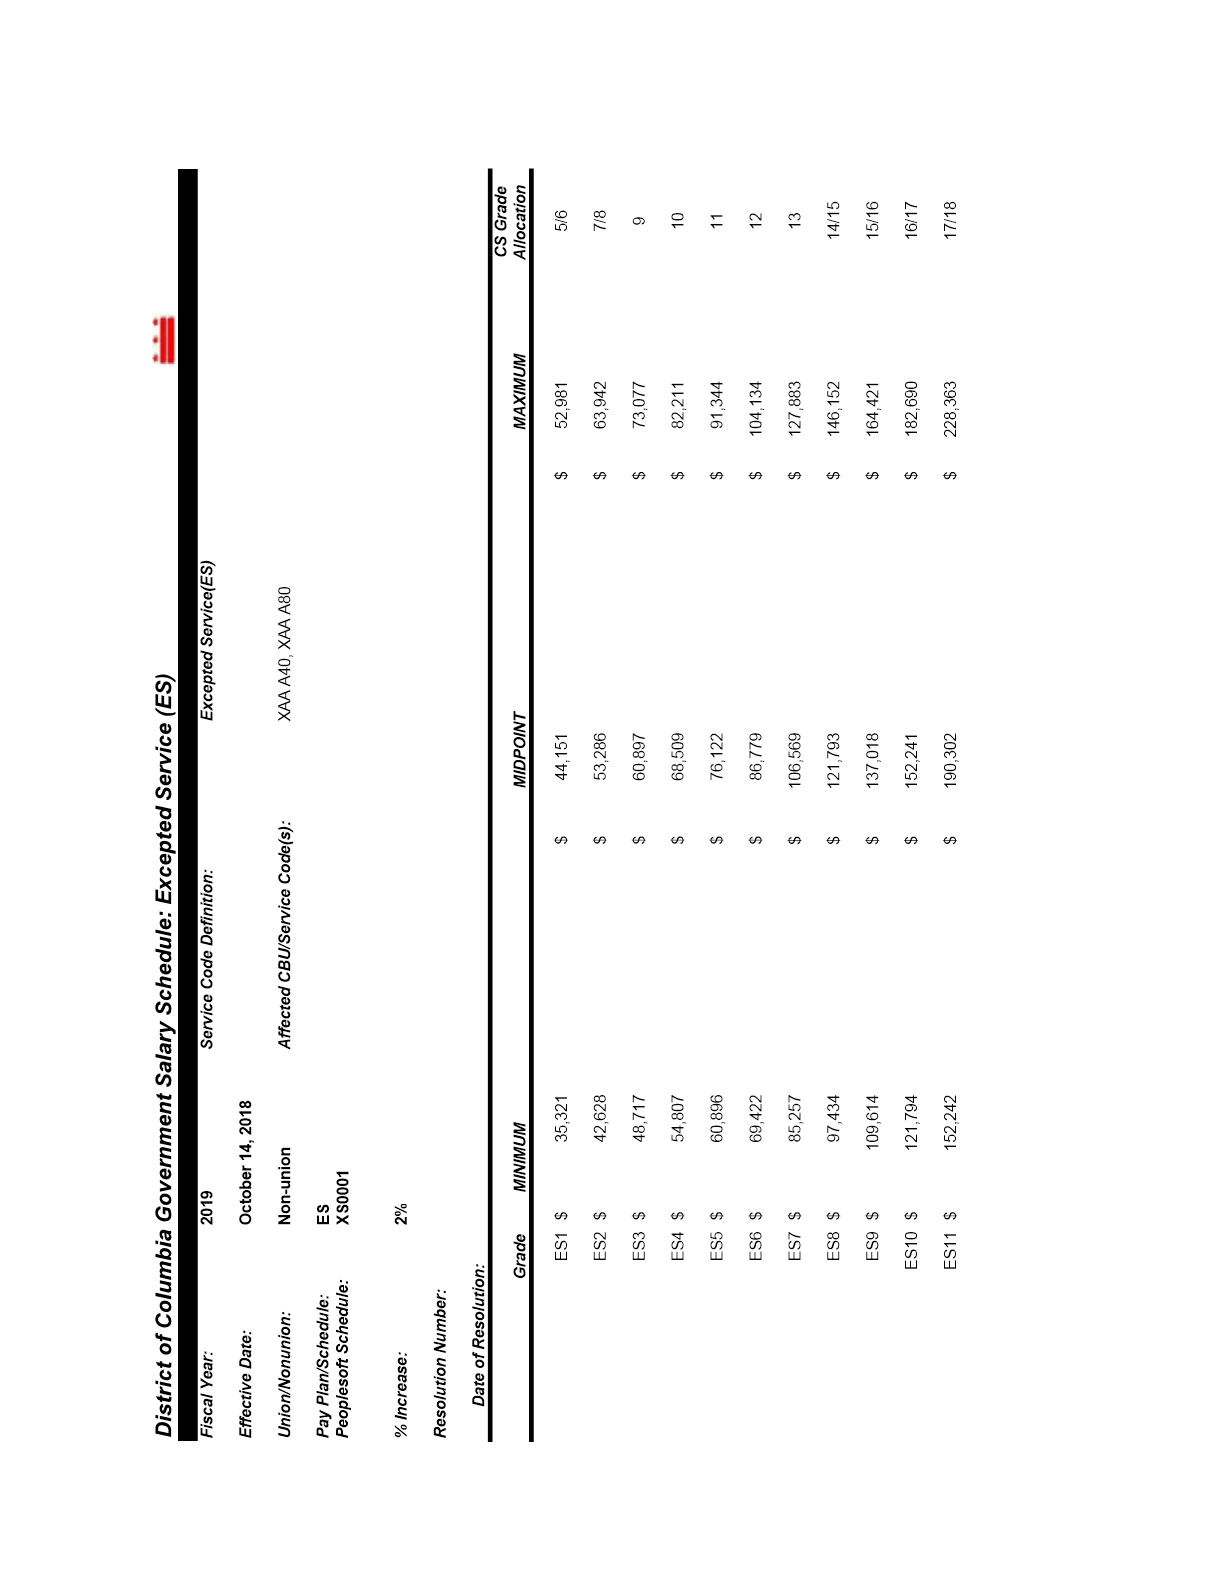 District of Columbia Government Salary Schedule: Excepted Service (ES)
Fiscal Year: 2019 Service Code Definition: Excepted Service(ES)
Effective Date: October 14, 2018
Union/Nonunion: Non-union Affected CBU/Service Code(s): XAA A40, XAA A80
Pay Plan/Schedule: ES
Peoplesoft Schedule: XS0001
% Increase: 2%
Resolution Number:
Date of Resolution:
CS Grade
Grade MINIMUM MIDPOINT MAXIMUM Allocation
ES1 $ 35,321 $ 44,151 $ 52,981 5/6
ES2 $ 42,628 $ 53,286 $ 63,942 7/8
ES3 $ 48,717 $ 60,897 $ 73,077 9
ES4 $ 54,807 $ 68,509 $ 82,211 10
ES5 $ 60,896 $ 76,122 $ 91,344 11
ES6 $ 69,422 $ 86,779 $ 104,134 12
ES7 $ 85,257 $ 106,569 $ 127,883 13
ES8 $ 97,434 $ 121,793 $ 146,152 14/15
ES9 $ 109,614 $ 137,018 $ 164,421 15/16
ES10 $ 121,794 $ 152,241 $ 182,690 16/17
ES11 $ 152,242 $ 190,302 $ 228,363 17/18